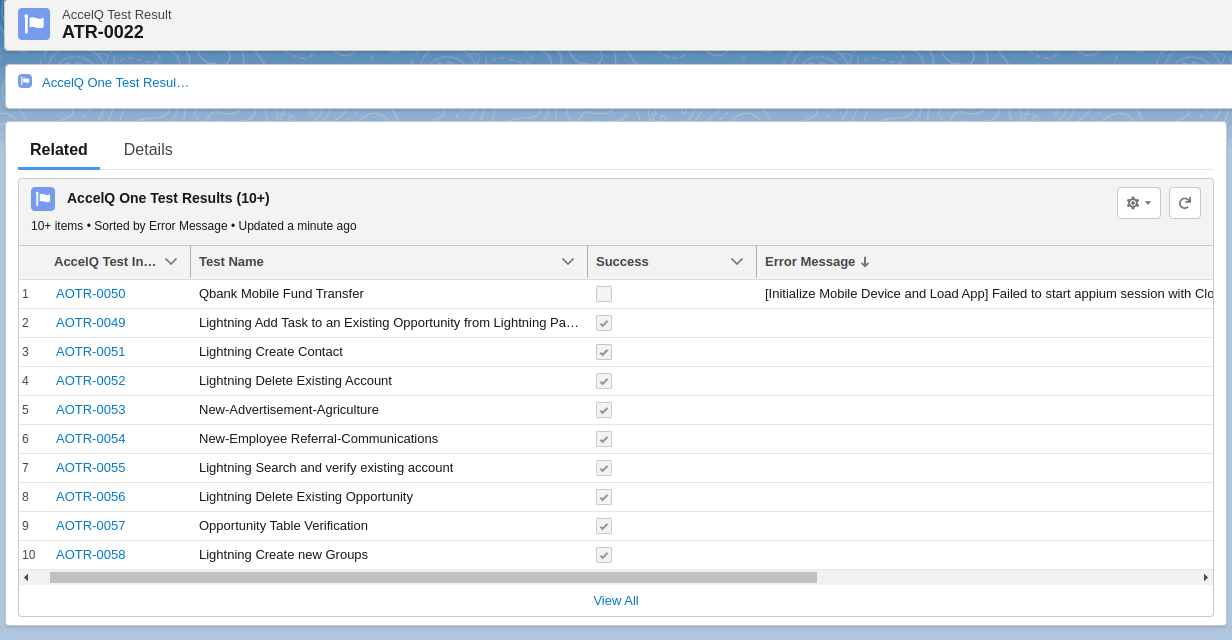 AccelQ Test Result
ATR-0022
AccelQ One Test Resul…
Related Details
AccelQ One Test Results (10+)
10+ items • Sorted by Error Message • Updated a minute ago
AccelQ Test In… Test Name Success Error Message
1 AOTR-0050 Qbank Mobile Fund Transfer [Initialize Mobile Device and Load App] Failed to start appium session with Clo
2 AOTR-0049 Lightning Add Task to an Existing Opportunity from Lightning Pa…
3 AOTR-0051 Lightning Create Contact
4 AOTR-0052 Lightning Delete Existing Account
5 AOTR-0053 New-Advertisement-Agriculture
6 AOTR-0054 New-Employee Referral-Communications
7 AOTR-0055 Lightning Search and verify existing account
8 AOTR-0056 Lightning Delete Existing Opportunity
9 AOTR-0057 Opportunity Table Verification
10 AOTR-0058 Lightning Create new Groups
View All